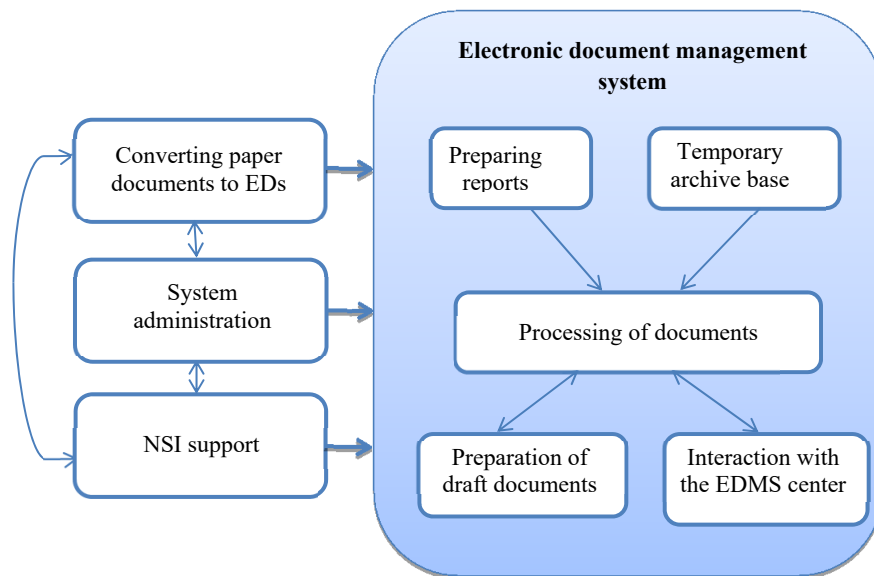 Electronic document management
system
Converting paper
documents to EDs
Preparing
reports
Temporary
archive base
System
administration
Processing of documents
NSI support
Preparation of
draft documents
Interaction with
the EDMS center